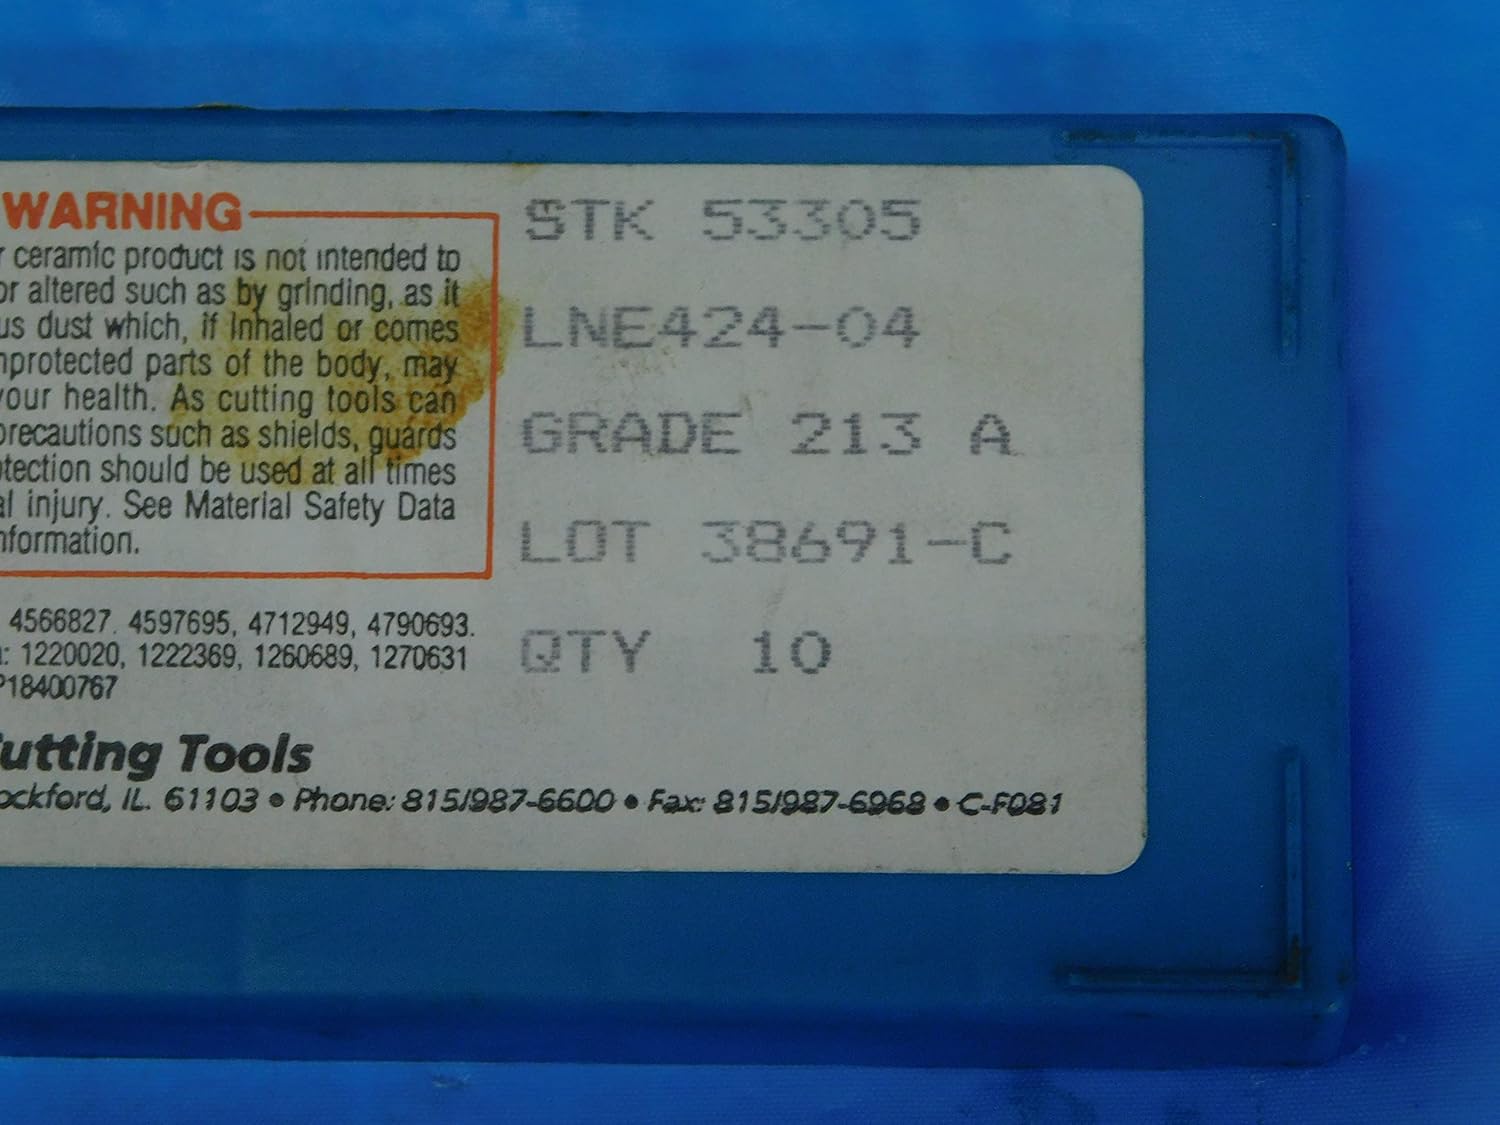 WARNING
ceramic product is not intended to
or altered such as by grinding, as it
us dust which, if inhaled or comes
nprotected parts of the body, may
your health. As cutting tools can
precautions such as shields, guards
tection should be used at all times
al injury. See Material Safety Data
nformation.
4566827. 4597695, 4712949, 4790693.
: 1220020, 1222369, 1260689, 1270631
P18400767
utting Tools
ockford, IL. 61103 • Phone: 815/987-6600 • Fax: 815/987-6968 • C-F081
STK 53305
LNE424-04
GRADE 213 A
LOT 38691-C
QTY 10